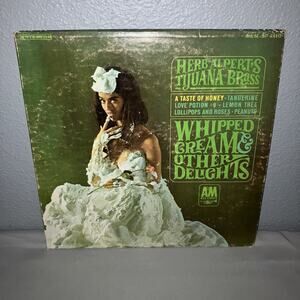 HERB ALPERT'S
TIJUANA BRASS
A TASTE OF HONEY • TANGERINE
LOVE POTION #9 • LEMON TREE
LOLLIPOPS AND ROSES • PEANUTS
WHIPPED
CREAM &
OTHER
DELIGHTS
A&M
RECORDS